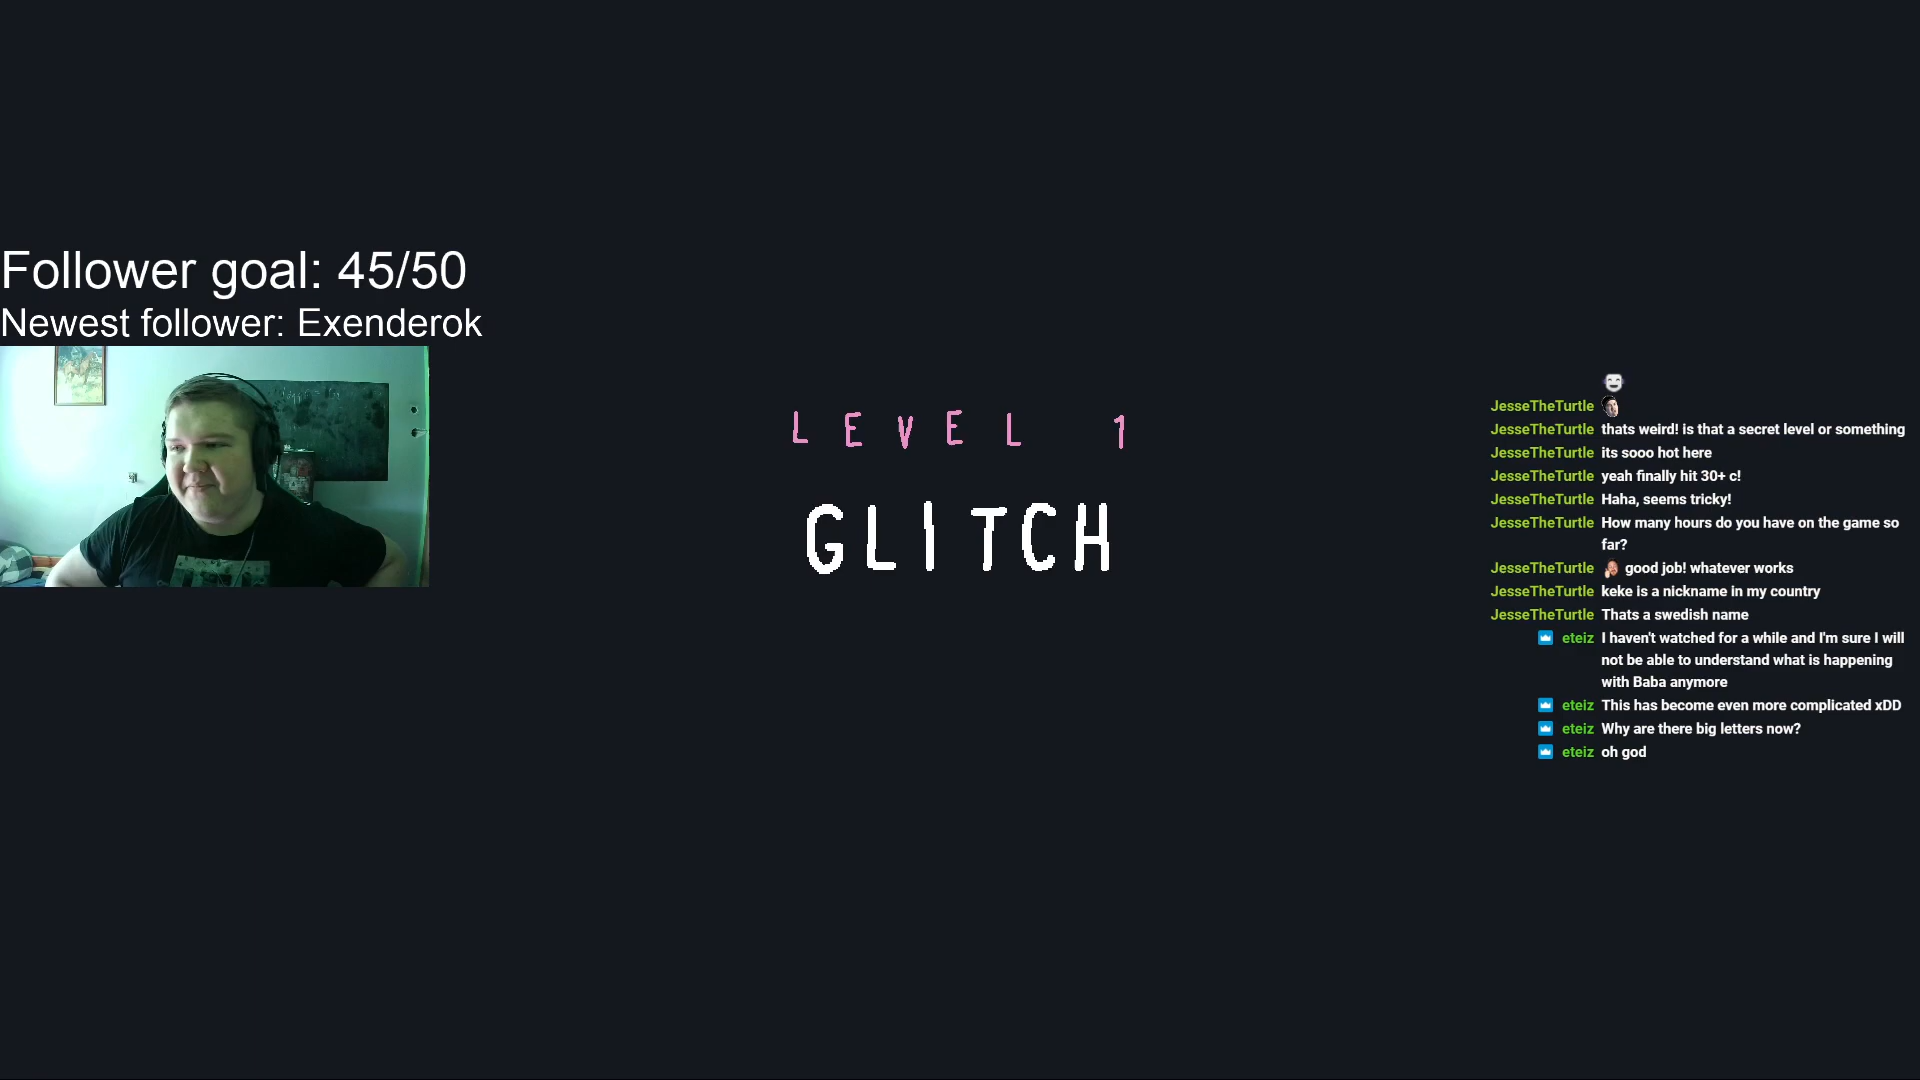 Follower goal: 45/50
Newest follower: Exenderok
LEVEL 1
GLITCH
JesseTheTurtle
JesseTheTurtle thats weird! is that a secret level or something
JesseTheTurtle its sooo hot here
JesseTheTurtle yeah finally hit 30+ c!
JesseTheTurtle Haha, seems tricky!
JesseTheTurtle How many hours do you have on the game so
far?
JesseTheTurtle good job! whatever works
JesseTheTurtle keke is a nickname in my country
JesseTheTurtle Thats a swedish name
eteiz I haven't watched for a while and I'm sure I will
not be able to understand what is happening
with Baba anymore
eteiz This has become even more complicated xDD
eteiz Why are there big letters now?
eteiz oh god